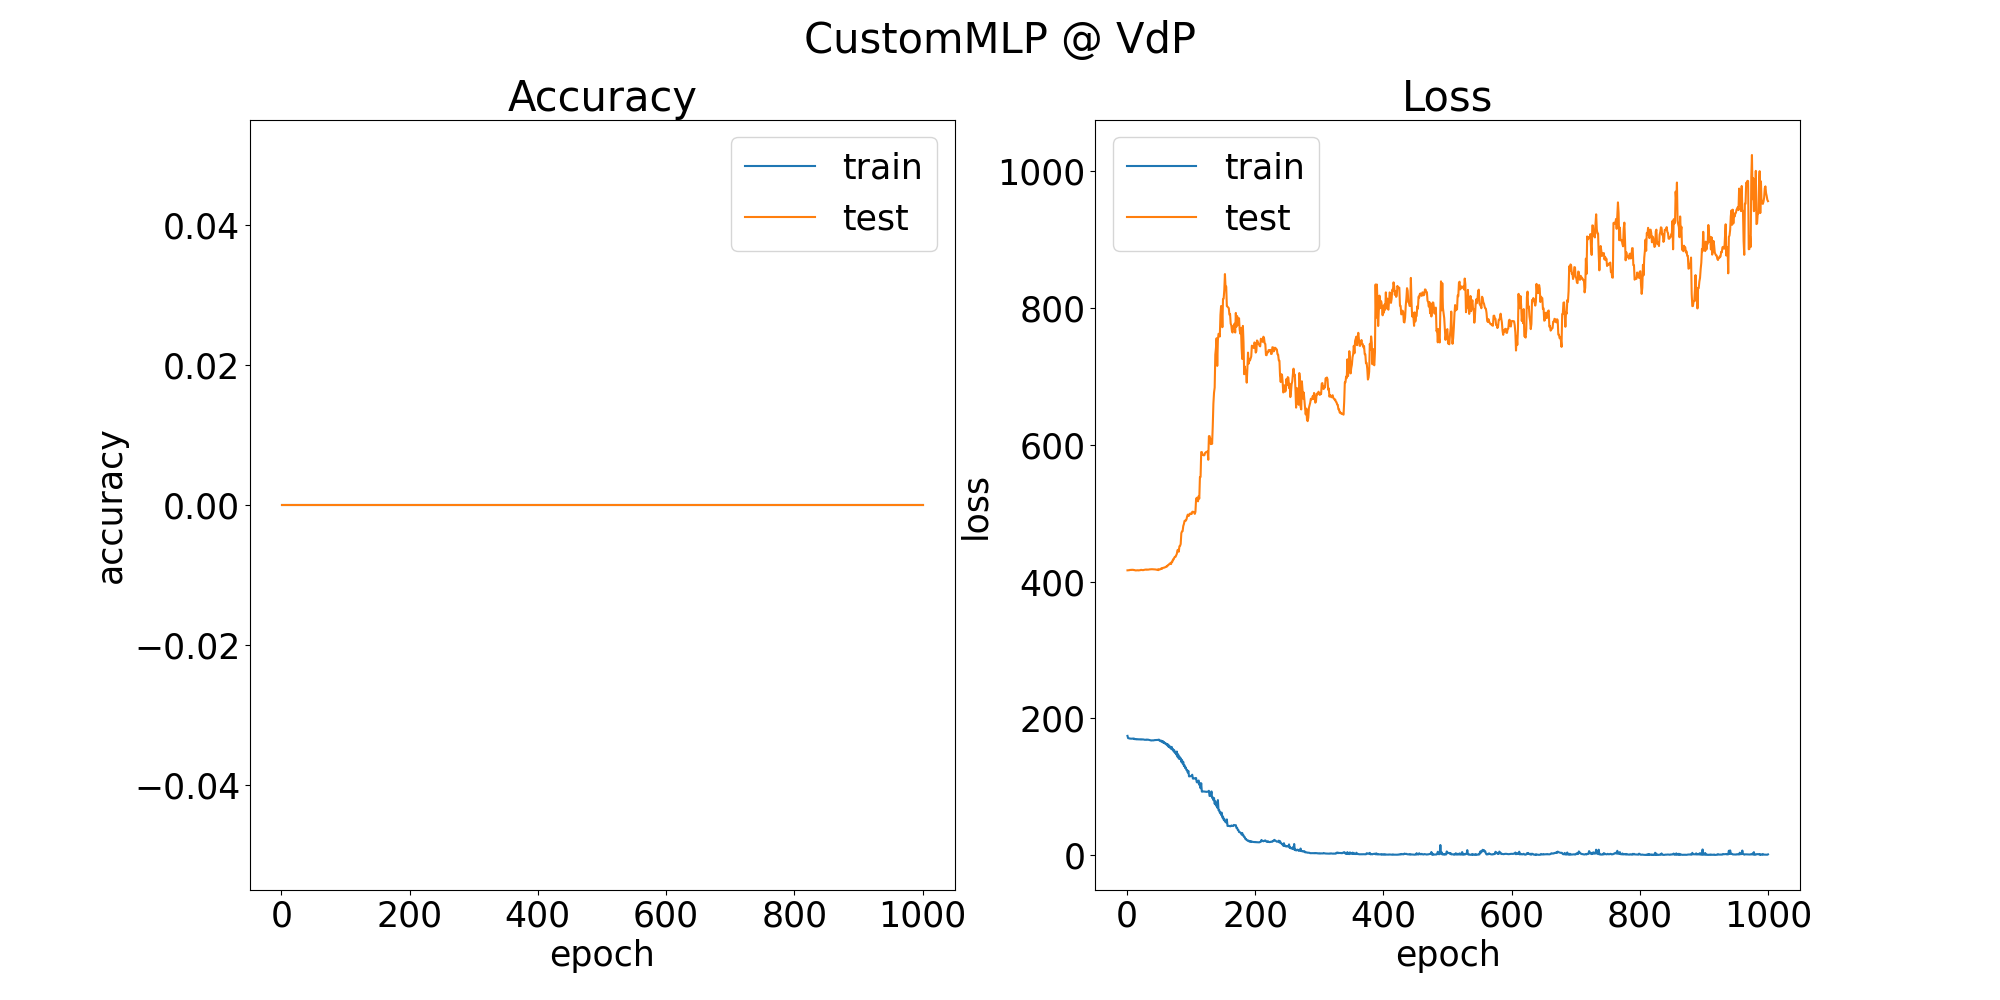 CustomMLP @ VdP
Accuracy
train
test
0.04
0.02
0.00
−0.02
−0.04
accuracy
0 200 400 600 800 1000
epoch
Loss
train
test
1000
800
600
400
200
0
loss
0 200 400 600 800 1000
epoch